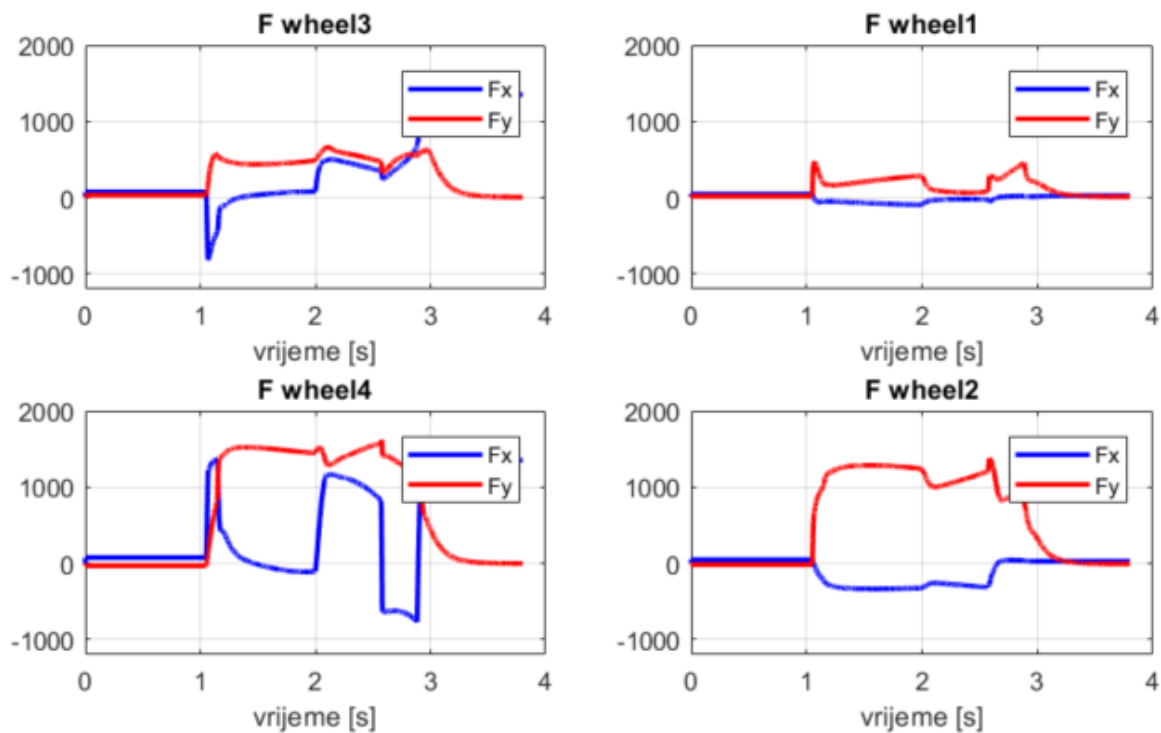 F wheel3
2000
1000
0
-1000
Fx
Fy
0 1 2 3 4
vrijeme [s]
F wheel1
2000
1000
0
-1000
Fx
Fy
0 1 2 3 4
vrijeme [s]
F wheel4
2000
1000
0
-1000
Fx
Fy
0 1 2 3 4
vrijeme [s]
F wheel2
2000
1000
0
-1000
Fx
Fy
0 1 2 3 4
vrijeme [s]